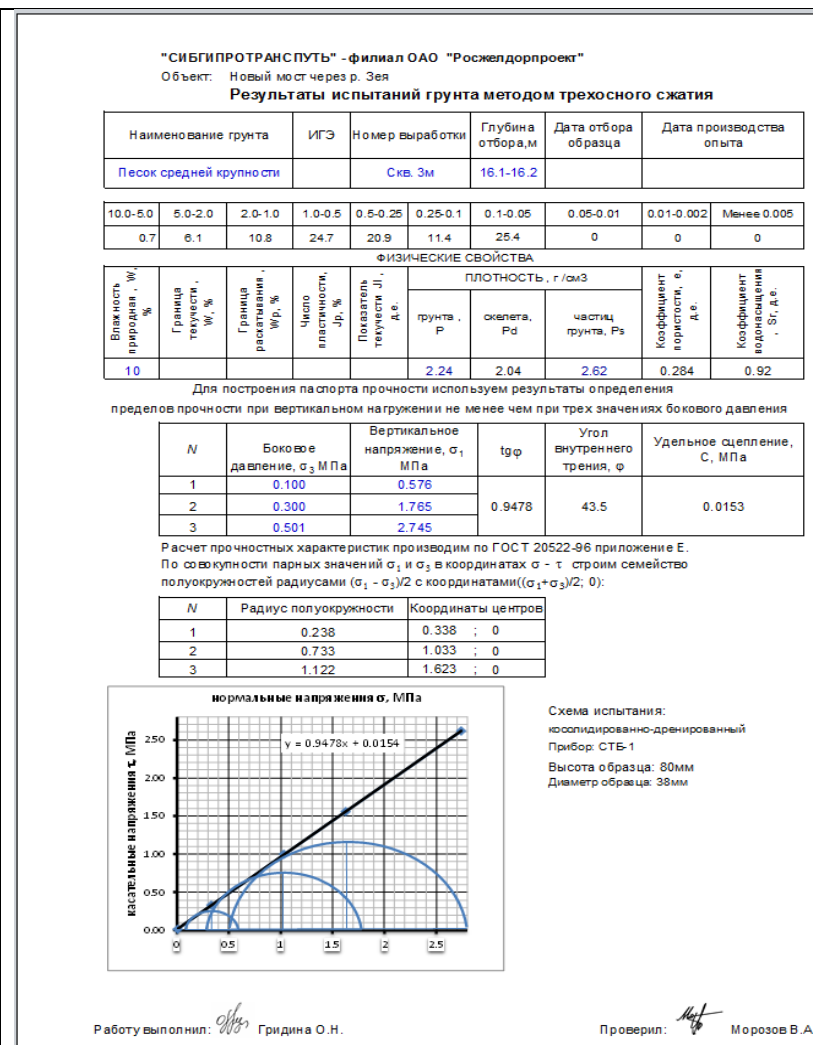 "СИБГИПРОТРАНСПУТЬ" - филиал ОАО "Росжелдорпроект"
Объект: Новый мост через р. Зея
Результаты испытаний грунта методом трехосного сжатия
Наименование грунта ИГЭ Номер выработки Глубина отбора,м Дата отбора образца Дата производства опыта
Песок средней крупности Скв. 3м 16.1-16.2
10.0-5.0 5.0-2.0 2.0-1.0 1.0-0.5 0.5-0.25 0.25-0.1 0.1-0.05 0.05-0.01 0.01-0.002 Менее 0.005
0.7 6.1 10.8 24.7 20.9 11.4 25.4 0 0 0
ФИЗИЧЕСКИЕ СВОЙСТВА
Влажность природная , W, %
Граница текучести , W, %
Граница раскатывания , Wp, %
Число пластичности, Jp, %
Показатель текучести Jl , д.е.
ПЛОТНОСТЬ , г /см3
грунта , P
скелета, Pd
частиц грунта, Ps
Коэффициент пористости, e, д.е.
Коэффициент водонасыщения , Sr, д.е.
10 2.24 2.04 2.62 0.284 0.92
Для построения паспорта прочности используем результаты определения
пределов прочности при вертикальном нагружении не менее чем при трех значениях бокового давления
N Боковое давление, σ3 МПа Вертикальное напряжение, σ1 МПа tgφ Угол внутреннего трения, φ Удельное сцепление, С, МПа
1 0.100 0.576
2 0.300 1.765 0.9478 43.5 0.0153
3 0.501 2.745
Расчет прочностных характеристик производим по ГОСТ 20522-96 приложение Е.
По совокупности парных значений σ1 и σ3 в координатах σ - τ строим семейство
полуокружностей радиусами (σ1 - σ3)/2 с координатами((σ1+σ3)/2; 0):
N Радиус полуокружности Координаты центров
1 0.238 0.338 ; 0
2 0.733 1.033 ; 0
3 1.122 1.623 ; 0
нормальные напряжения σ, МПа
касательные напряжения τ, МПа
y = 0.9478x + 0.0154
2.50
2.00
1.50
1.00
0.50
0.00
0 0.5 1 1.5 2 2.5
Схема испытания:
косолидированно-дренированный
Прибор: СТБ-1
Высота образца: 80мм
Диаметр образца: 38мм
Работу выполнил: Гридина О.Н.
Проверил: Морозов В.А